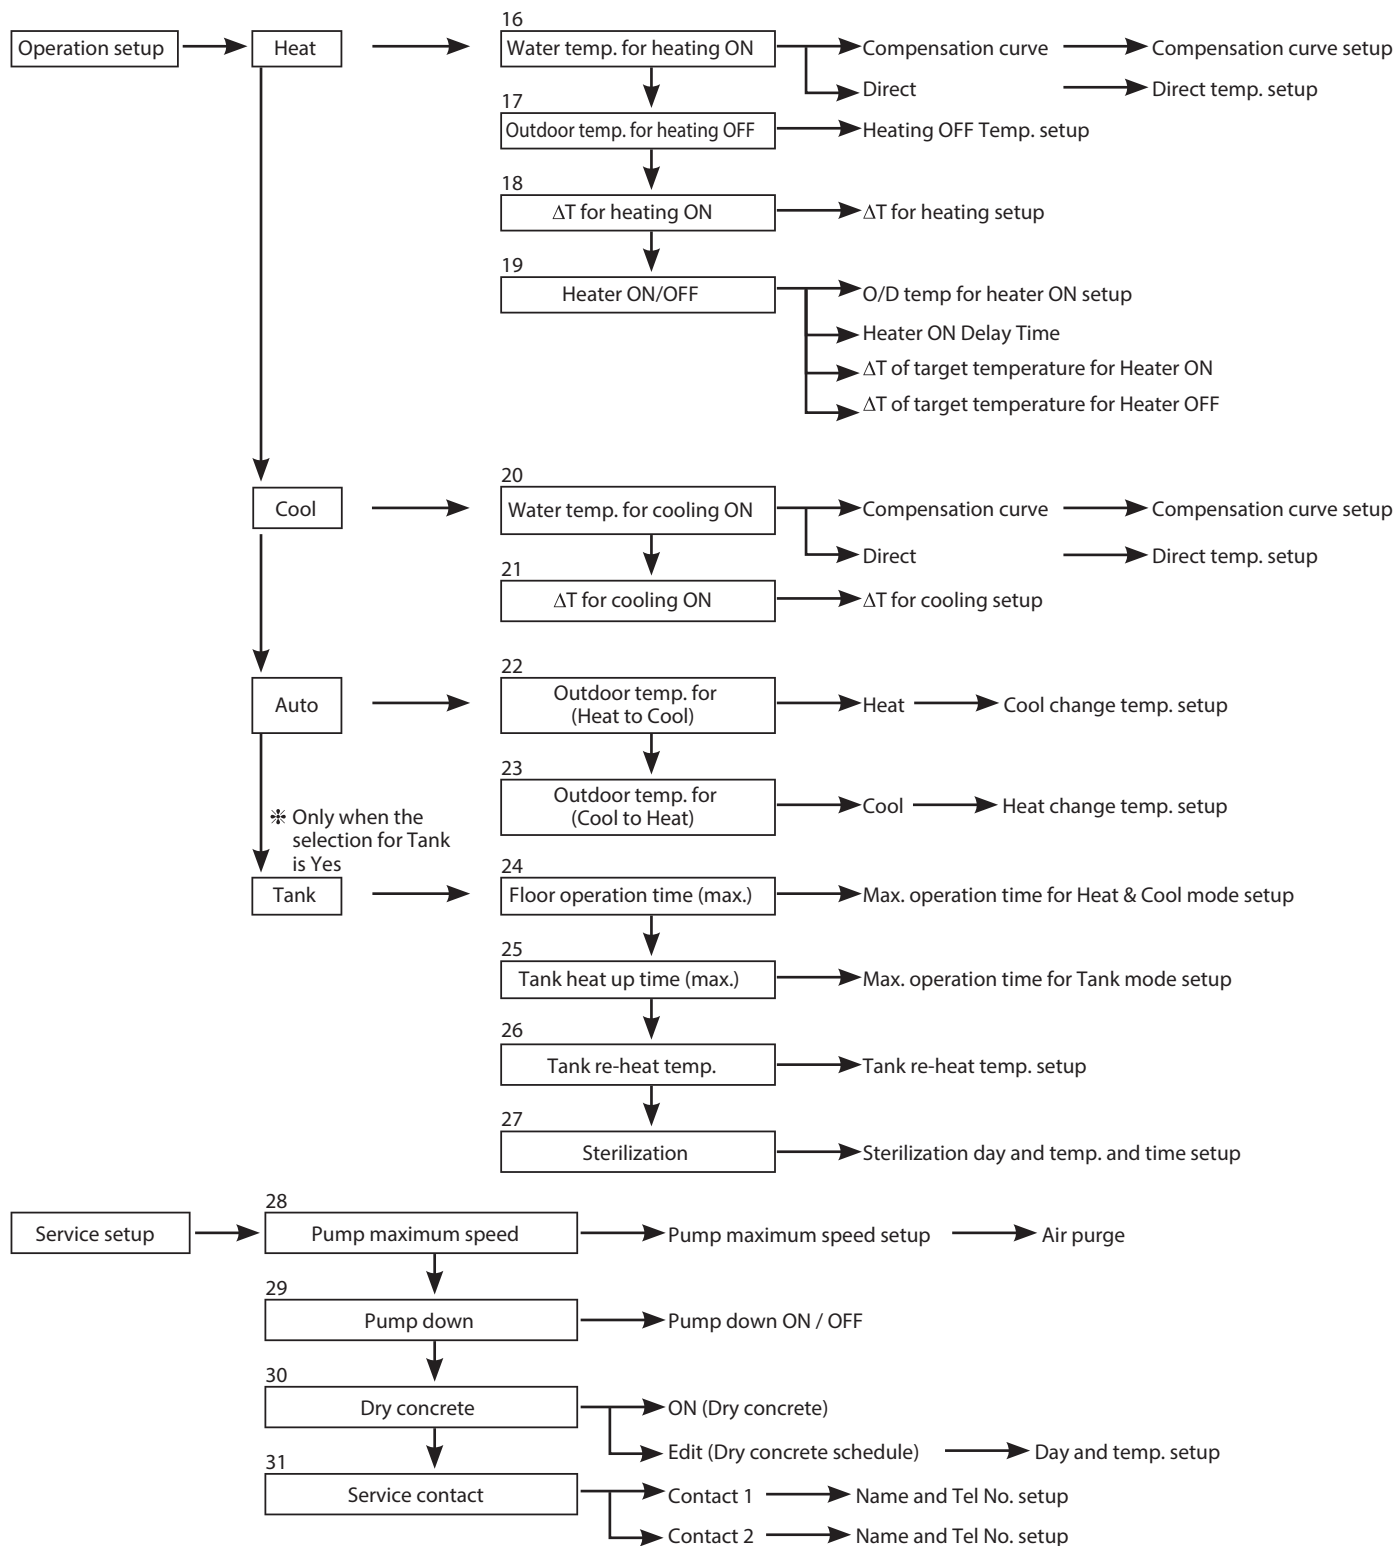 16
Operation setup
Heat
Water temp. for heating ON
Compensation curve
Compensation curve setup
Direct
Direct temp. setup
17
Outdoor temp. for heating OFF
Heating OFF Temp. setup
18
ΔT for heating ON
ΔT for heating setup
19
Heater ON/OFF
O/D temp for heater ON setup
Heater ON Delay Time
ΔT of target temperature for Heater ON
ΔT of target temperature for Heater OFF
20
Cool
Water temp. for cooling ON
Compensation curve
Compensation curve setup
Direct
Direct temp. setup
21
ΔT for cooling ON
ΔT for cooling setup
22
Auto
Outdoor temp. for
(Heat to Cool)
Heat
Cool change temp. setup
23
Outdoor temp. for
(Cool to Heat)
Cool
Heat change temp. setup
❈ Only when the
selection for Tank
is Yes
24
Tank
Floor operation time (max.)
Max. operation time for Heat & Cool mode setup
25
Tank heat up time (max.)
Max. operation time for Tank mode setup
26
Tank re-heat temp.
Tank re-heat temp. setup
27
Sterilization
Sterilization day and temp. and time setup
28
Service setup
Pump maximum speed
Pump maximum speed setup
Air purge
29
Pump down
Pump down ON / OFF
30
Dry concrete
ON (Dry concrete)
Edit (Dry concrete schedule)
Day and temp. setup
31
Service contact
Contact 1
Name and Tel No. setup
Contact 2
Name and Tel No. setup